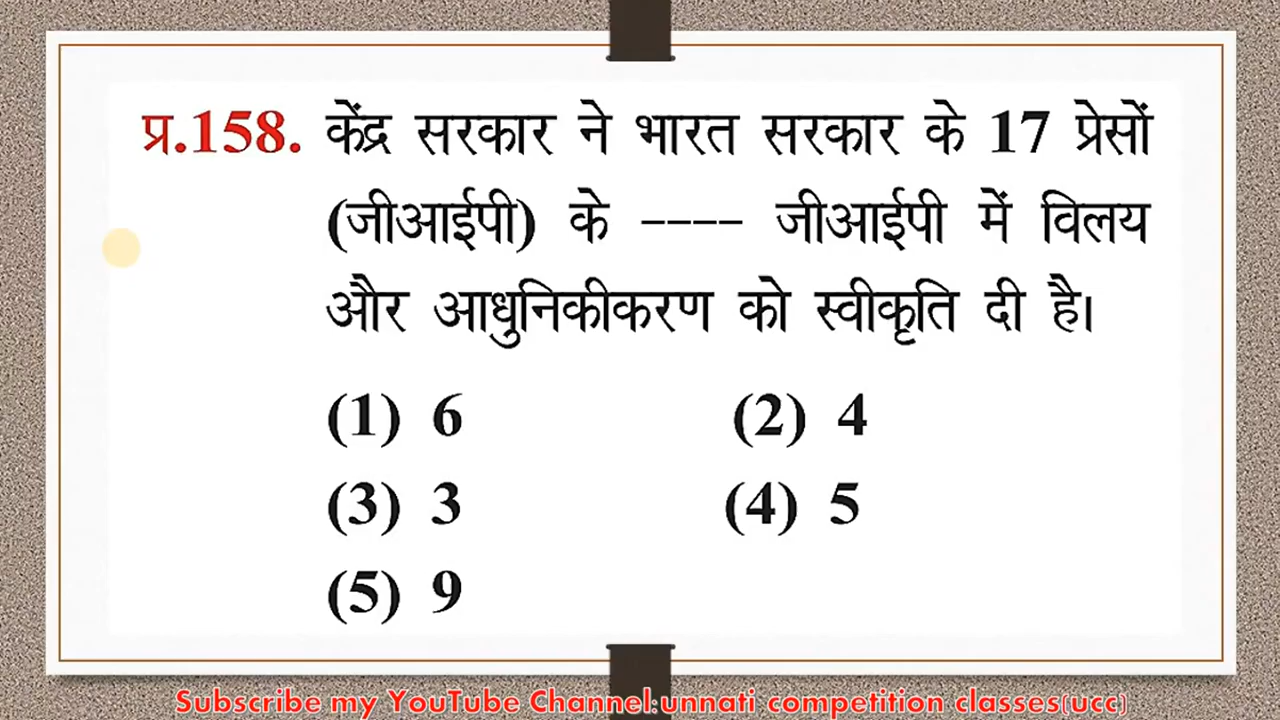 प्र.158. केंद्र सरकार ने भारत सरकार के 17 प्रेसों
(जीआईपी) के ---- जीआईपी में विलय
और आधुनिकीकरण को स्वीकृति दी है।
(1) 6 (2) 4
(3) 3 (4) 5
(5) 9
Subscribe my YouTube Channel:unnati competition classes(ucc)